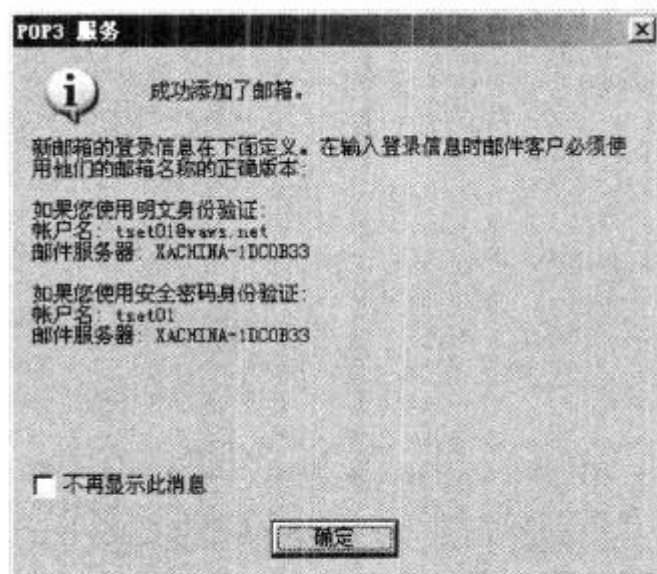 POP3 服务
成功添加了邮箱。
新邮箱的登录信息在下面定义。在输入登录信息时邮件客户必须使
用他们的邮箱名称的正确版本:
如果您使用明文身份验证:
帐户名: tset01@vavs.net
邮件服务器: XACHINA-1DC0B33
如果您使用安全密码身份验证:
帐户名: tset01
邮件服务器: XACHINA-1DC0B33
不再显示此消息
确定